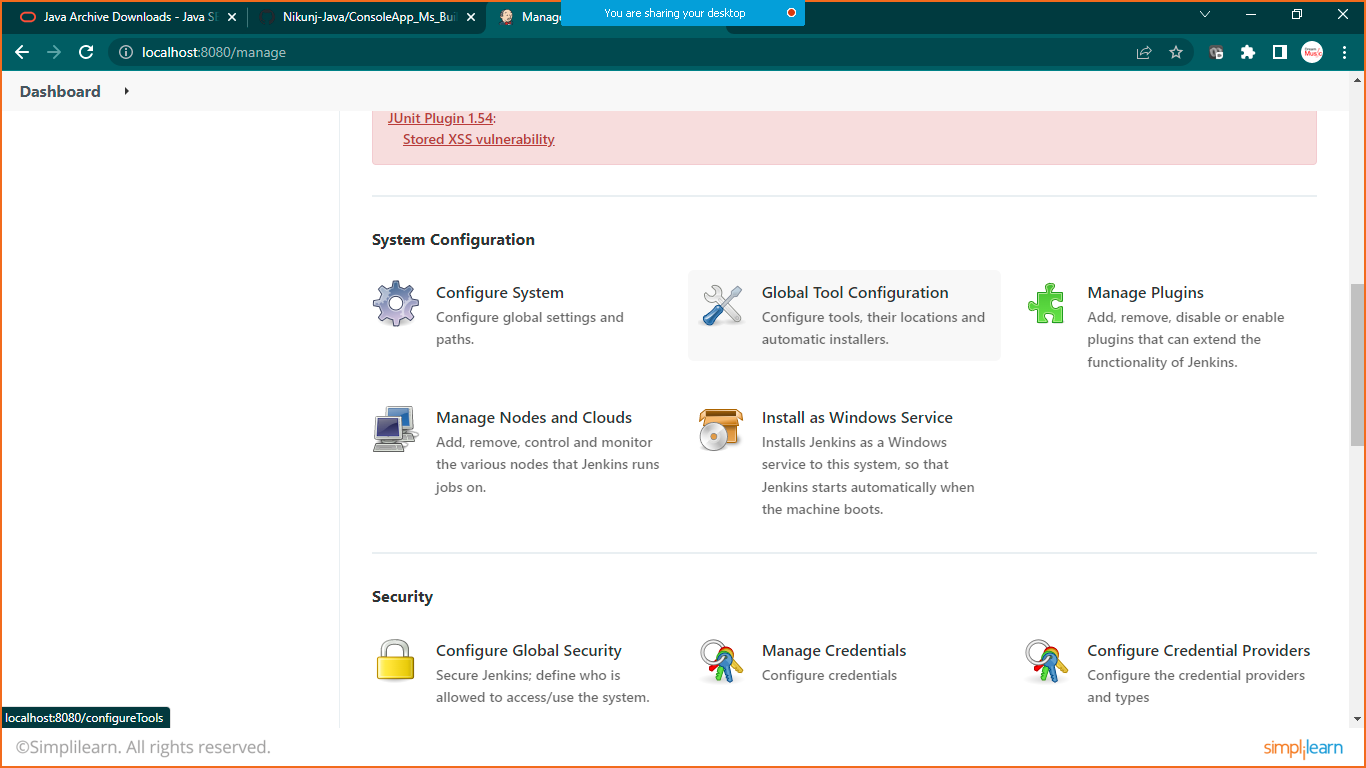 Java Archive Downloads - Java SE
Nikunj-Java/ConsoleApp_Ms_Bui
Manag
You are sharing your desktop
localhost:8080/manage
Dashboard
JUnit Plugin 1.54:
Stored XSS vulnerability
System Configuration
Configure System
Configure global settings and
paths.
Global Tool Configuration
Configure tools, their locations and
automatic installers.
Manage Plugins
Add, remove, disable or enable
plugins that can extend the
functionality of Jenkins.
Manage Nodes and Clouds
Add, remove, control and monitor
the various nodes that Jenkins runs
jobs on.
Install as Windows Service
Installs Jenkins as a Windows
service to this system, so that
Jenkins starts automatically when
the machine boots.
Security
Configure Global Security
Secure Jenkins; define who is
allowed to access/use the system.
Manage Credentials
Configure credentials
Configure Credential Providers
Configure the credential providers
and types
localhost:8080/configureTools
©Simplilearn. All rights reserved.
simplilearn